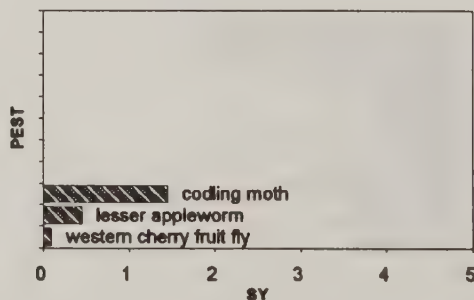 PEST
codling moth
lesser appleworm
western cherry fruit fly
0 1 2 3 4 5
SY